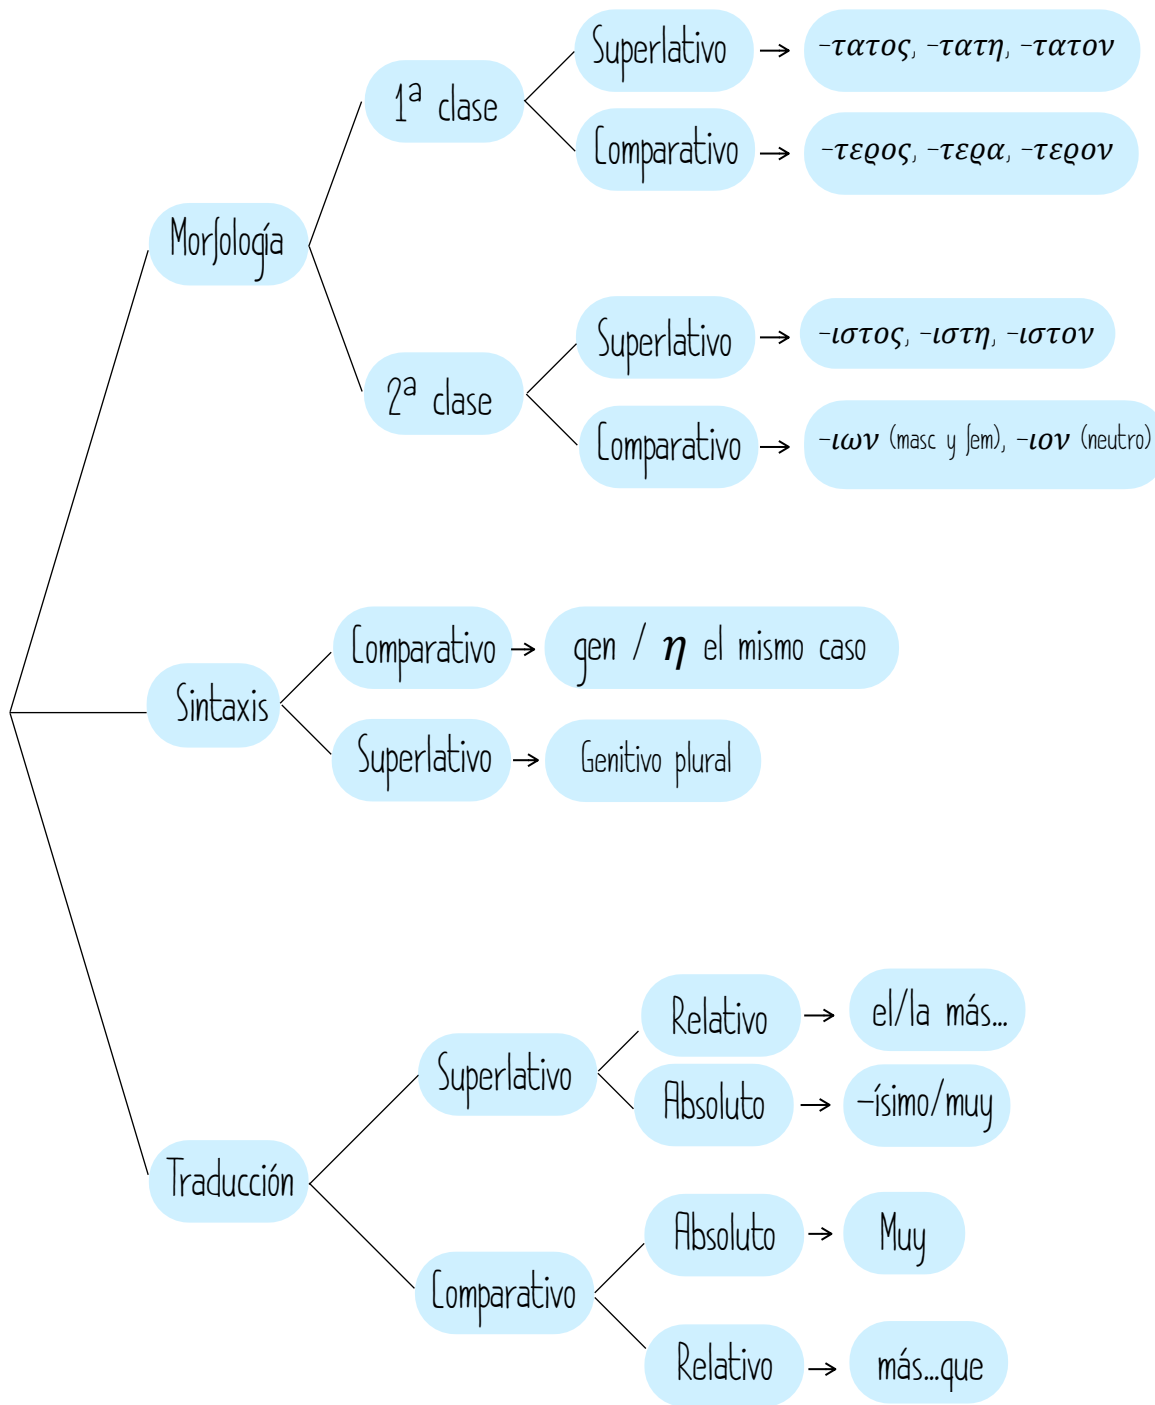 Morfología
1ª clase
Superlativo → –τατος, –τατη, –τατον
Comparativo → –τερος, –τερα, –τερον
2ª clase
Superlativo → –ιστος, –ιστη, –ιστον
Comparativo → –ιων (masc y fem), –ιον (neutro)
Sintaxis
Comparativo → gen / η el mismo caso
Superlativo → Genitivo plural
Traducción
Superlativo
Relativo → el/la más...
Absoluto → –ísimo/muy
Comparativo
Absoluto → Muy
Relativo → más...que